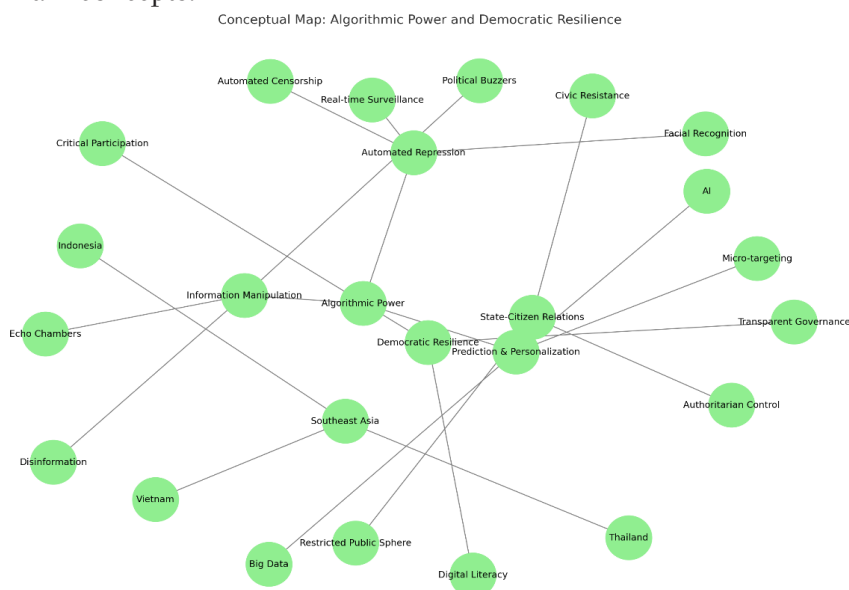 Conceptual Map: Algorithmic Power and Democratic Resilience
Automated Censorship
Political Buzzers
Real-time Surveillance
Civic Resistance
Facial Recognition
Critical Participation
Automated Repression
AI
Indonesia
Micro-targeting
Information Manipulation
Algorithmic Power
State-Citizen Relations
Transparent Governance
Echo Chambers
Democratic Resilience
Prediction & Personalization
Authoritarian Control
Southeast Asia
Disinformation
Vietnam
Thailand
Restricted Public Sphere
Big Data
Digital Literacy